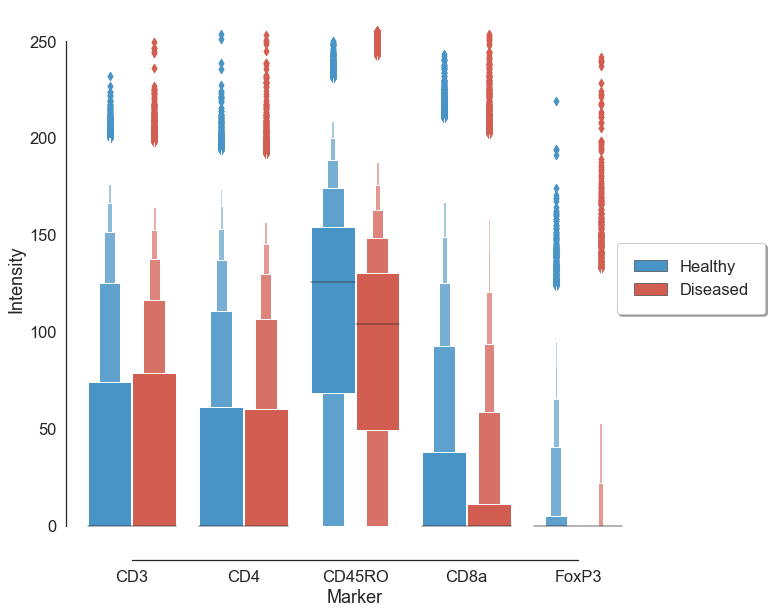 250
200
150
100
50
0
Intensity
Healthy
Diseased
CD3 CD4 CD45RO CD8a FoxP3
Marker